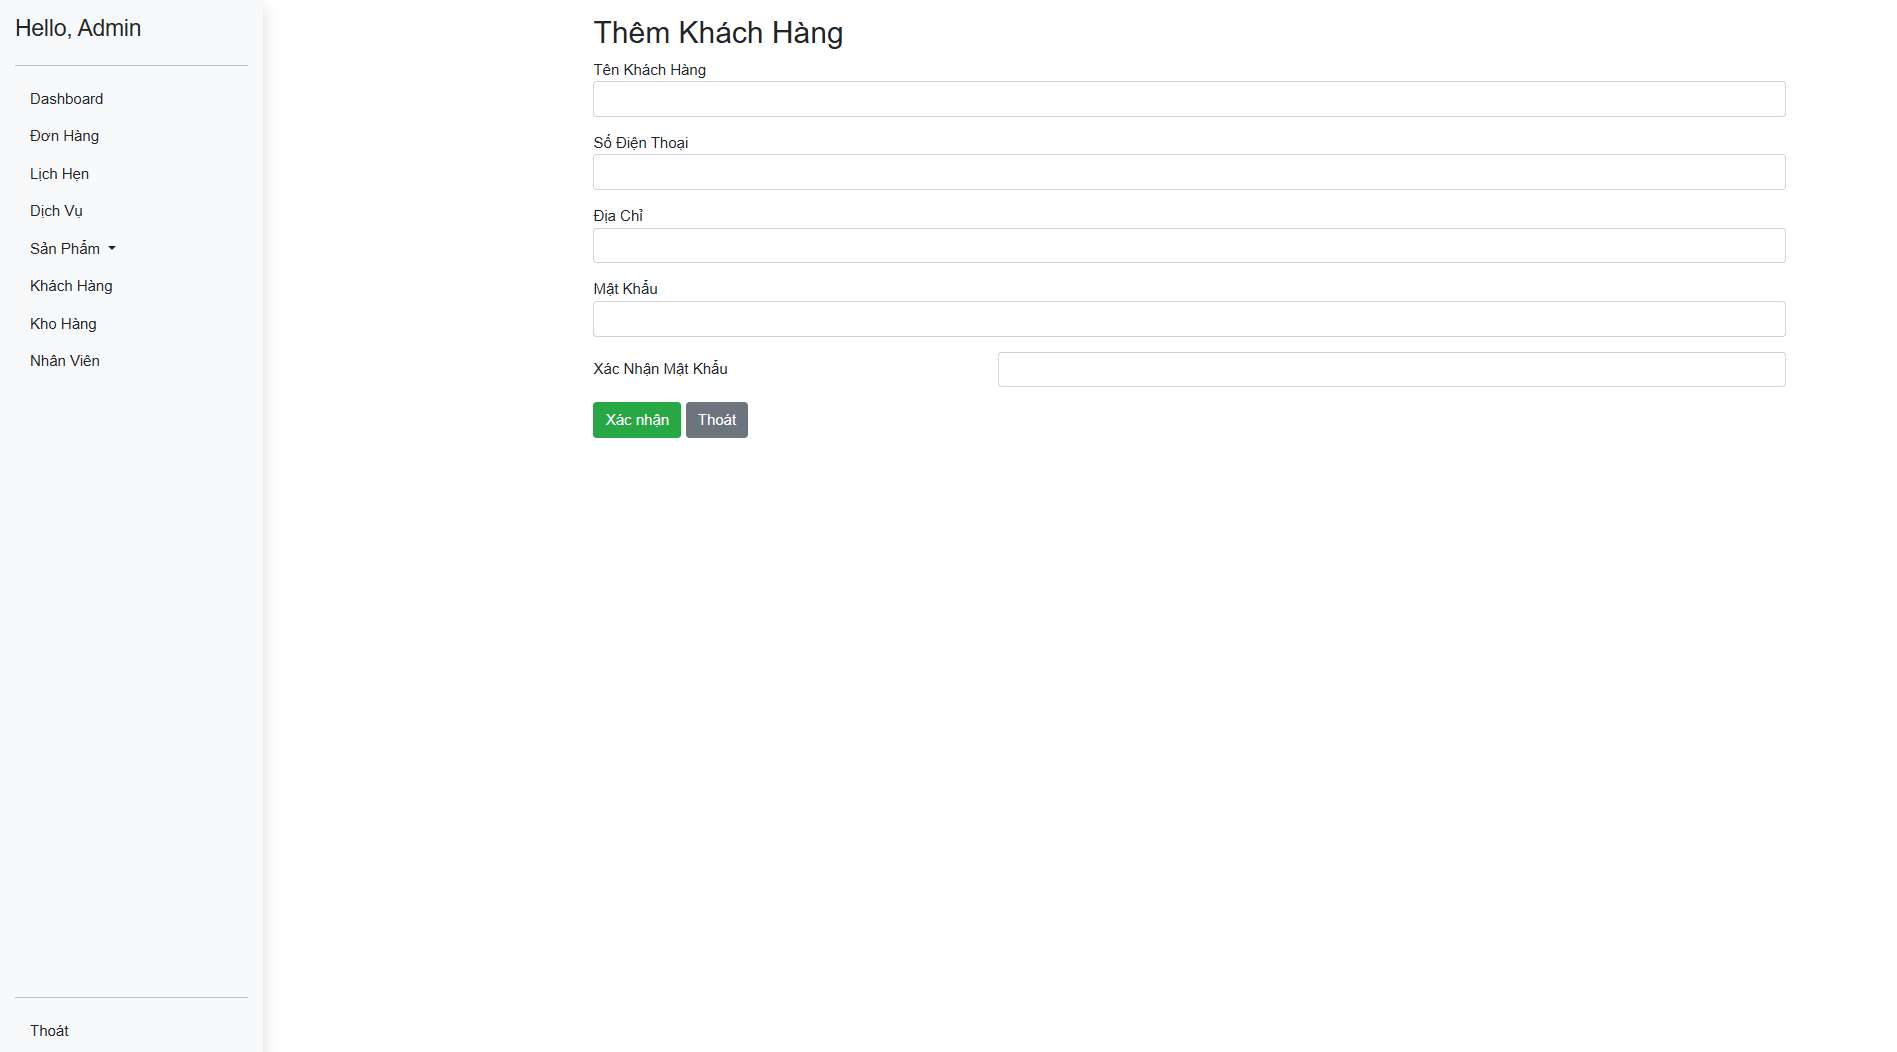 Hello, Admin
Dashboard
Đơn Hàng
Lịch Hẹn
Dịch Vụ
Sản Phẩm
Khách Hàng
Kho Hàng
Nhân Viên
Thoát
Thêm Khách Hàng
Tên Khách Hàng
Số Điện Thoại
Địa Chỉ
Mật Khẩu
Xác Nhận Mật Khẩu
Xác nhận Thoát